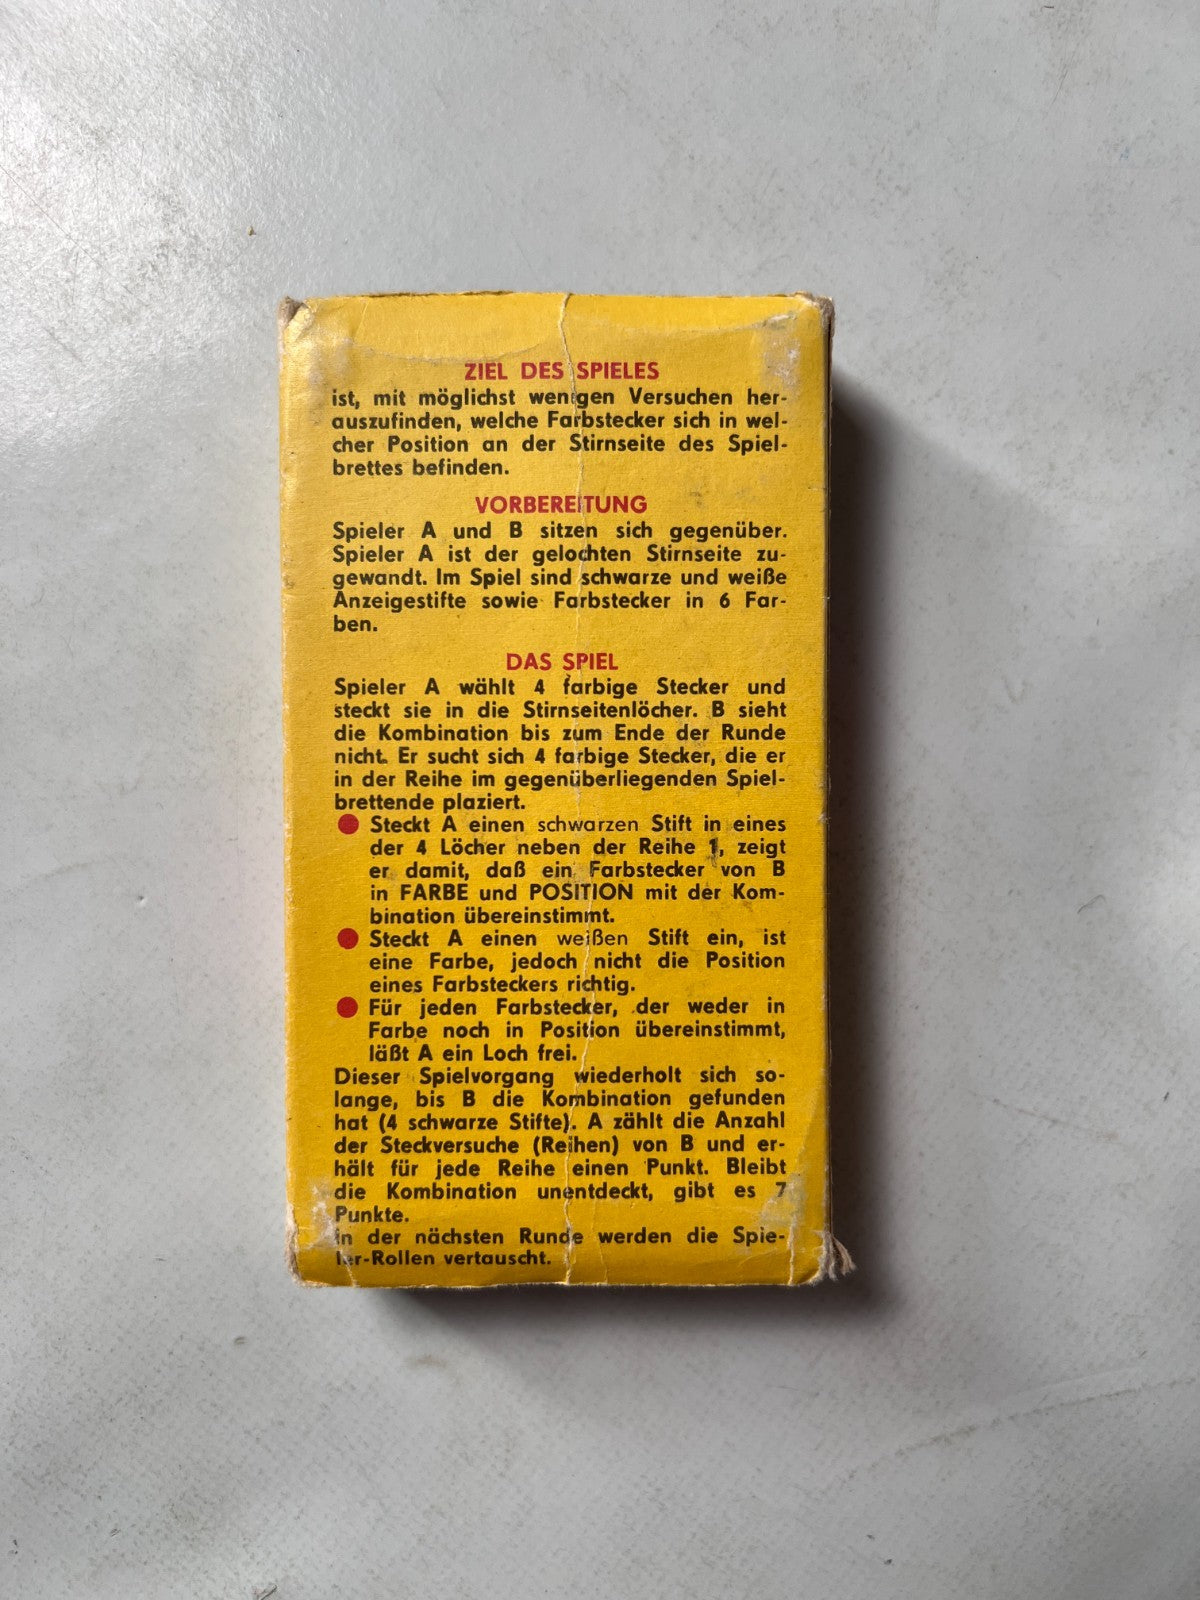 ZIEL DES SPIELES
ist, mit möglichst wenigen Versuchen her-
auszufinden, welche Farbstecker sich in wel-
cher Position an der Stirnseite des Spiel-
brettes befinden.
VORBEREITUNG
Spieler A und B sitzen sich gegenüber.
Spieler A ist der gelochten Stirnseite zu-
gewandt. Im Spiel sind schwarze und weiße
Anzeigestifte sowie Farbstecker in 6 Far-
ben.
DAS SPIEL
Spieler A wählt 4 farbige Stecker und
steckt sie in die Stirnseitenlöcher. B sieht
die Kombination bis zum Ende der Runde
nicht. Er sucht sich 4 farbige Stecker, die er
in der Reihe im gegenüberliegenden Spiel-
brettende plaziert.
● Steckt A einen schwarzen Stift in eines
der 4 Löcher neben der Reihe 1, zeigt
er damit, daß ein Farbstecker von B
in FARBE und POSITION mit der Kom-
bination übereinstimmt.
● Steckt A einen weißen Stift ein, ist
eine Farbe, jedoch nicht die Position
eines Farbsteckers richtig.
● Für jeden Farbstecker, der weder in
Farbe noch in Position übereinstimmt,
läßt A ein Loch frei.
Dieser Spielvorgang wiederholt sich so-
lange, bis B die Kombination gefunden
hat (4 schwarze Stifte). A zählt die Anzahl
der Steckversuche (Reihen) von B und er-
hält für jede Reihe einen Punkt. Bleibt
die Kombination unentdeckt, gibt es 7
Punkte.
In der nächsten Runde werden die Spie-
ler-Rollen vertauscht.